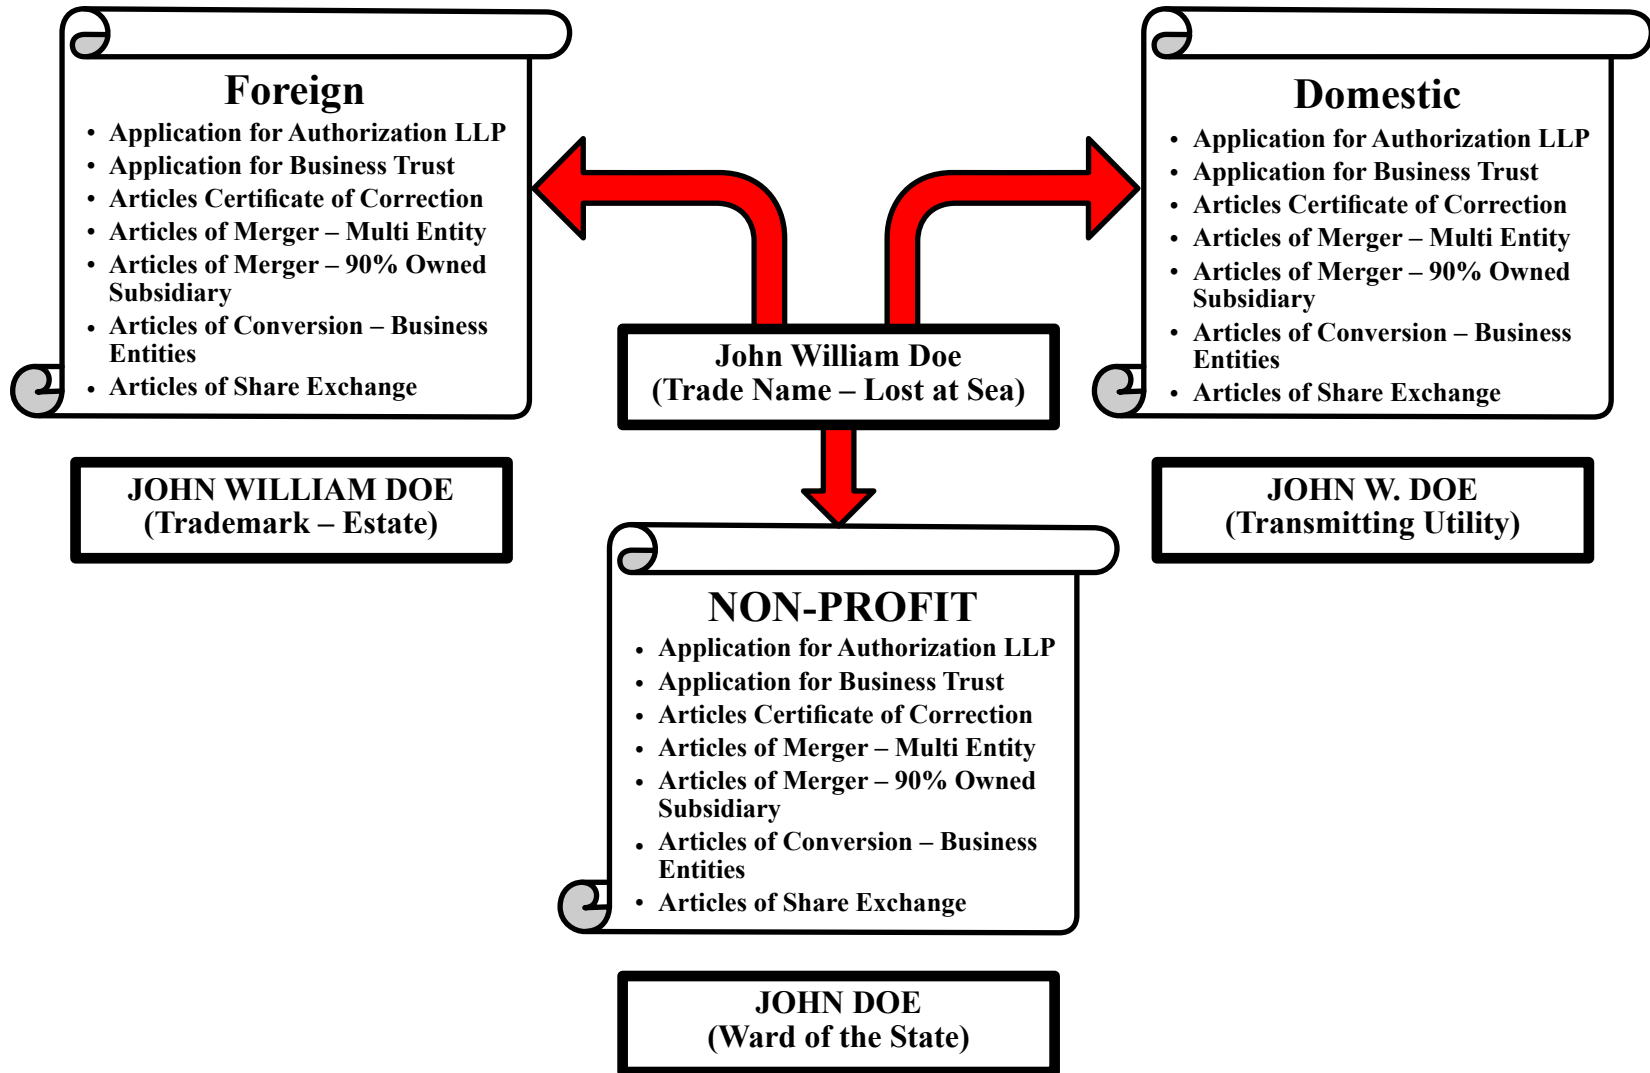 Foreign
• Application for Authorization LLP
• Application for Business Trust
• Articles Certificate of Correction
• Articles of Merger – Multi Entity
• Articles of Merger – 90% Owned
Subsidiary
• Articles of Conversion – Business
Entities
• Articles of Share Exchange
JOHN WILLIAM DOE
(Trademark – Estate)
John William Doe
(Trade Name – Lost at Sea)
Domestic
• Application for Authorization LLP
• Application for Business Trust
• Articles Certificate of Correction
• Articles of Merger – Multi Entity
• Articles of Merger – 90% Owned
Subsidiary
• Articles of Conversion – Business
Entities
• Articles of Share Exchange
JOHN W. DOE
(Transmitting Utility)
NON-PROFIT
• Application for Authorization LLP
• Application for Business Trust
• Articles Certificate of Correction
• Articles of Merger – Multi Entity
• Articles of Merger – 90% Owned
Subsidiary
• Articles of Conversion – Business
Entities
• Articles of Share Exchange
JOHN DOE
(Ward of the State)